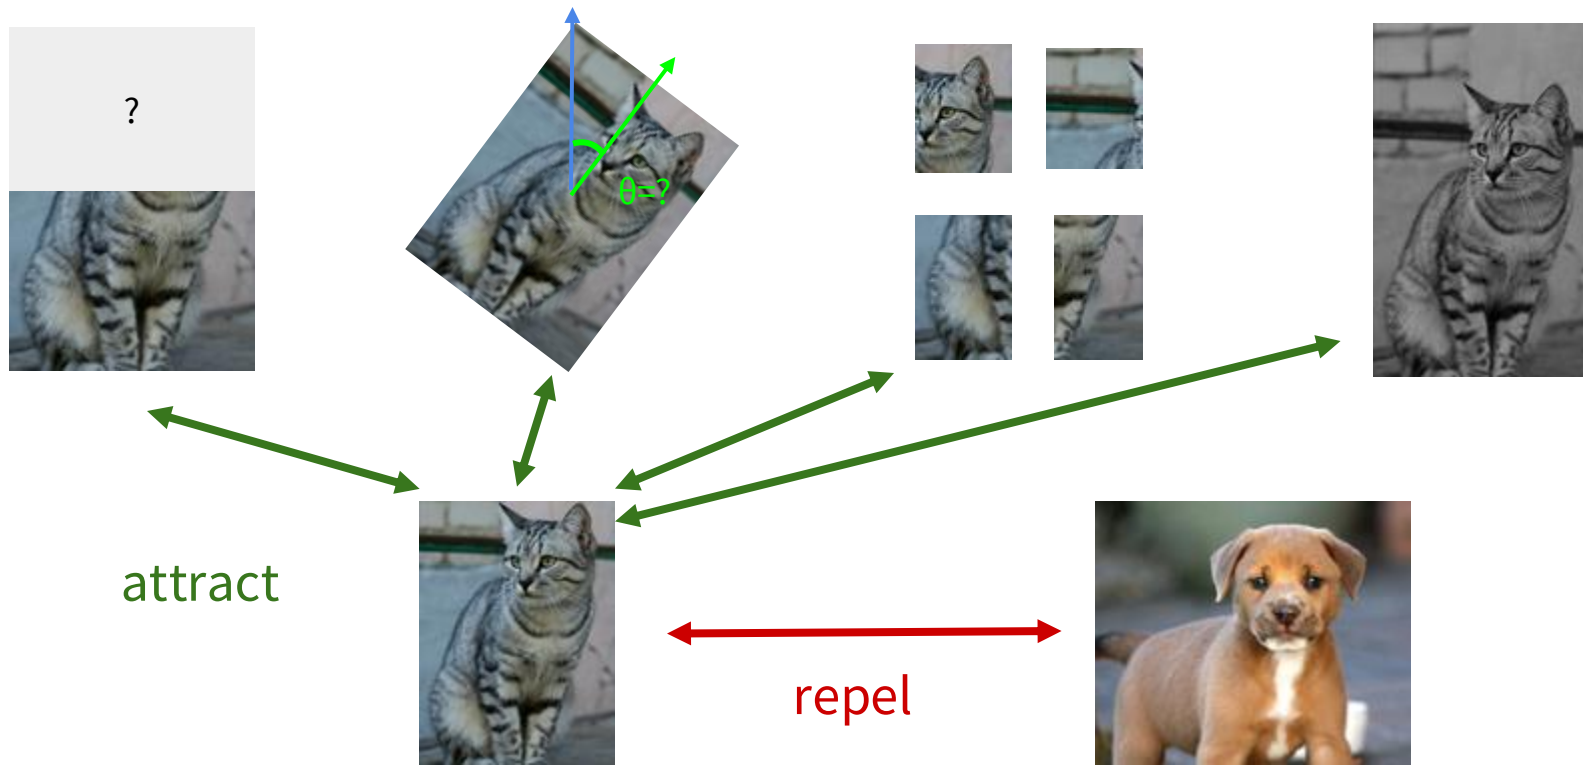 ?
θ=?
attract
repel